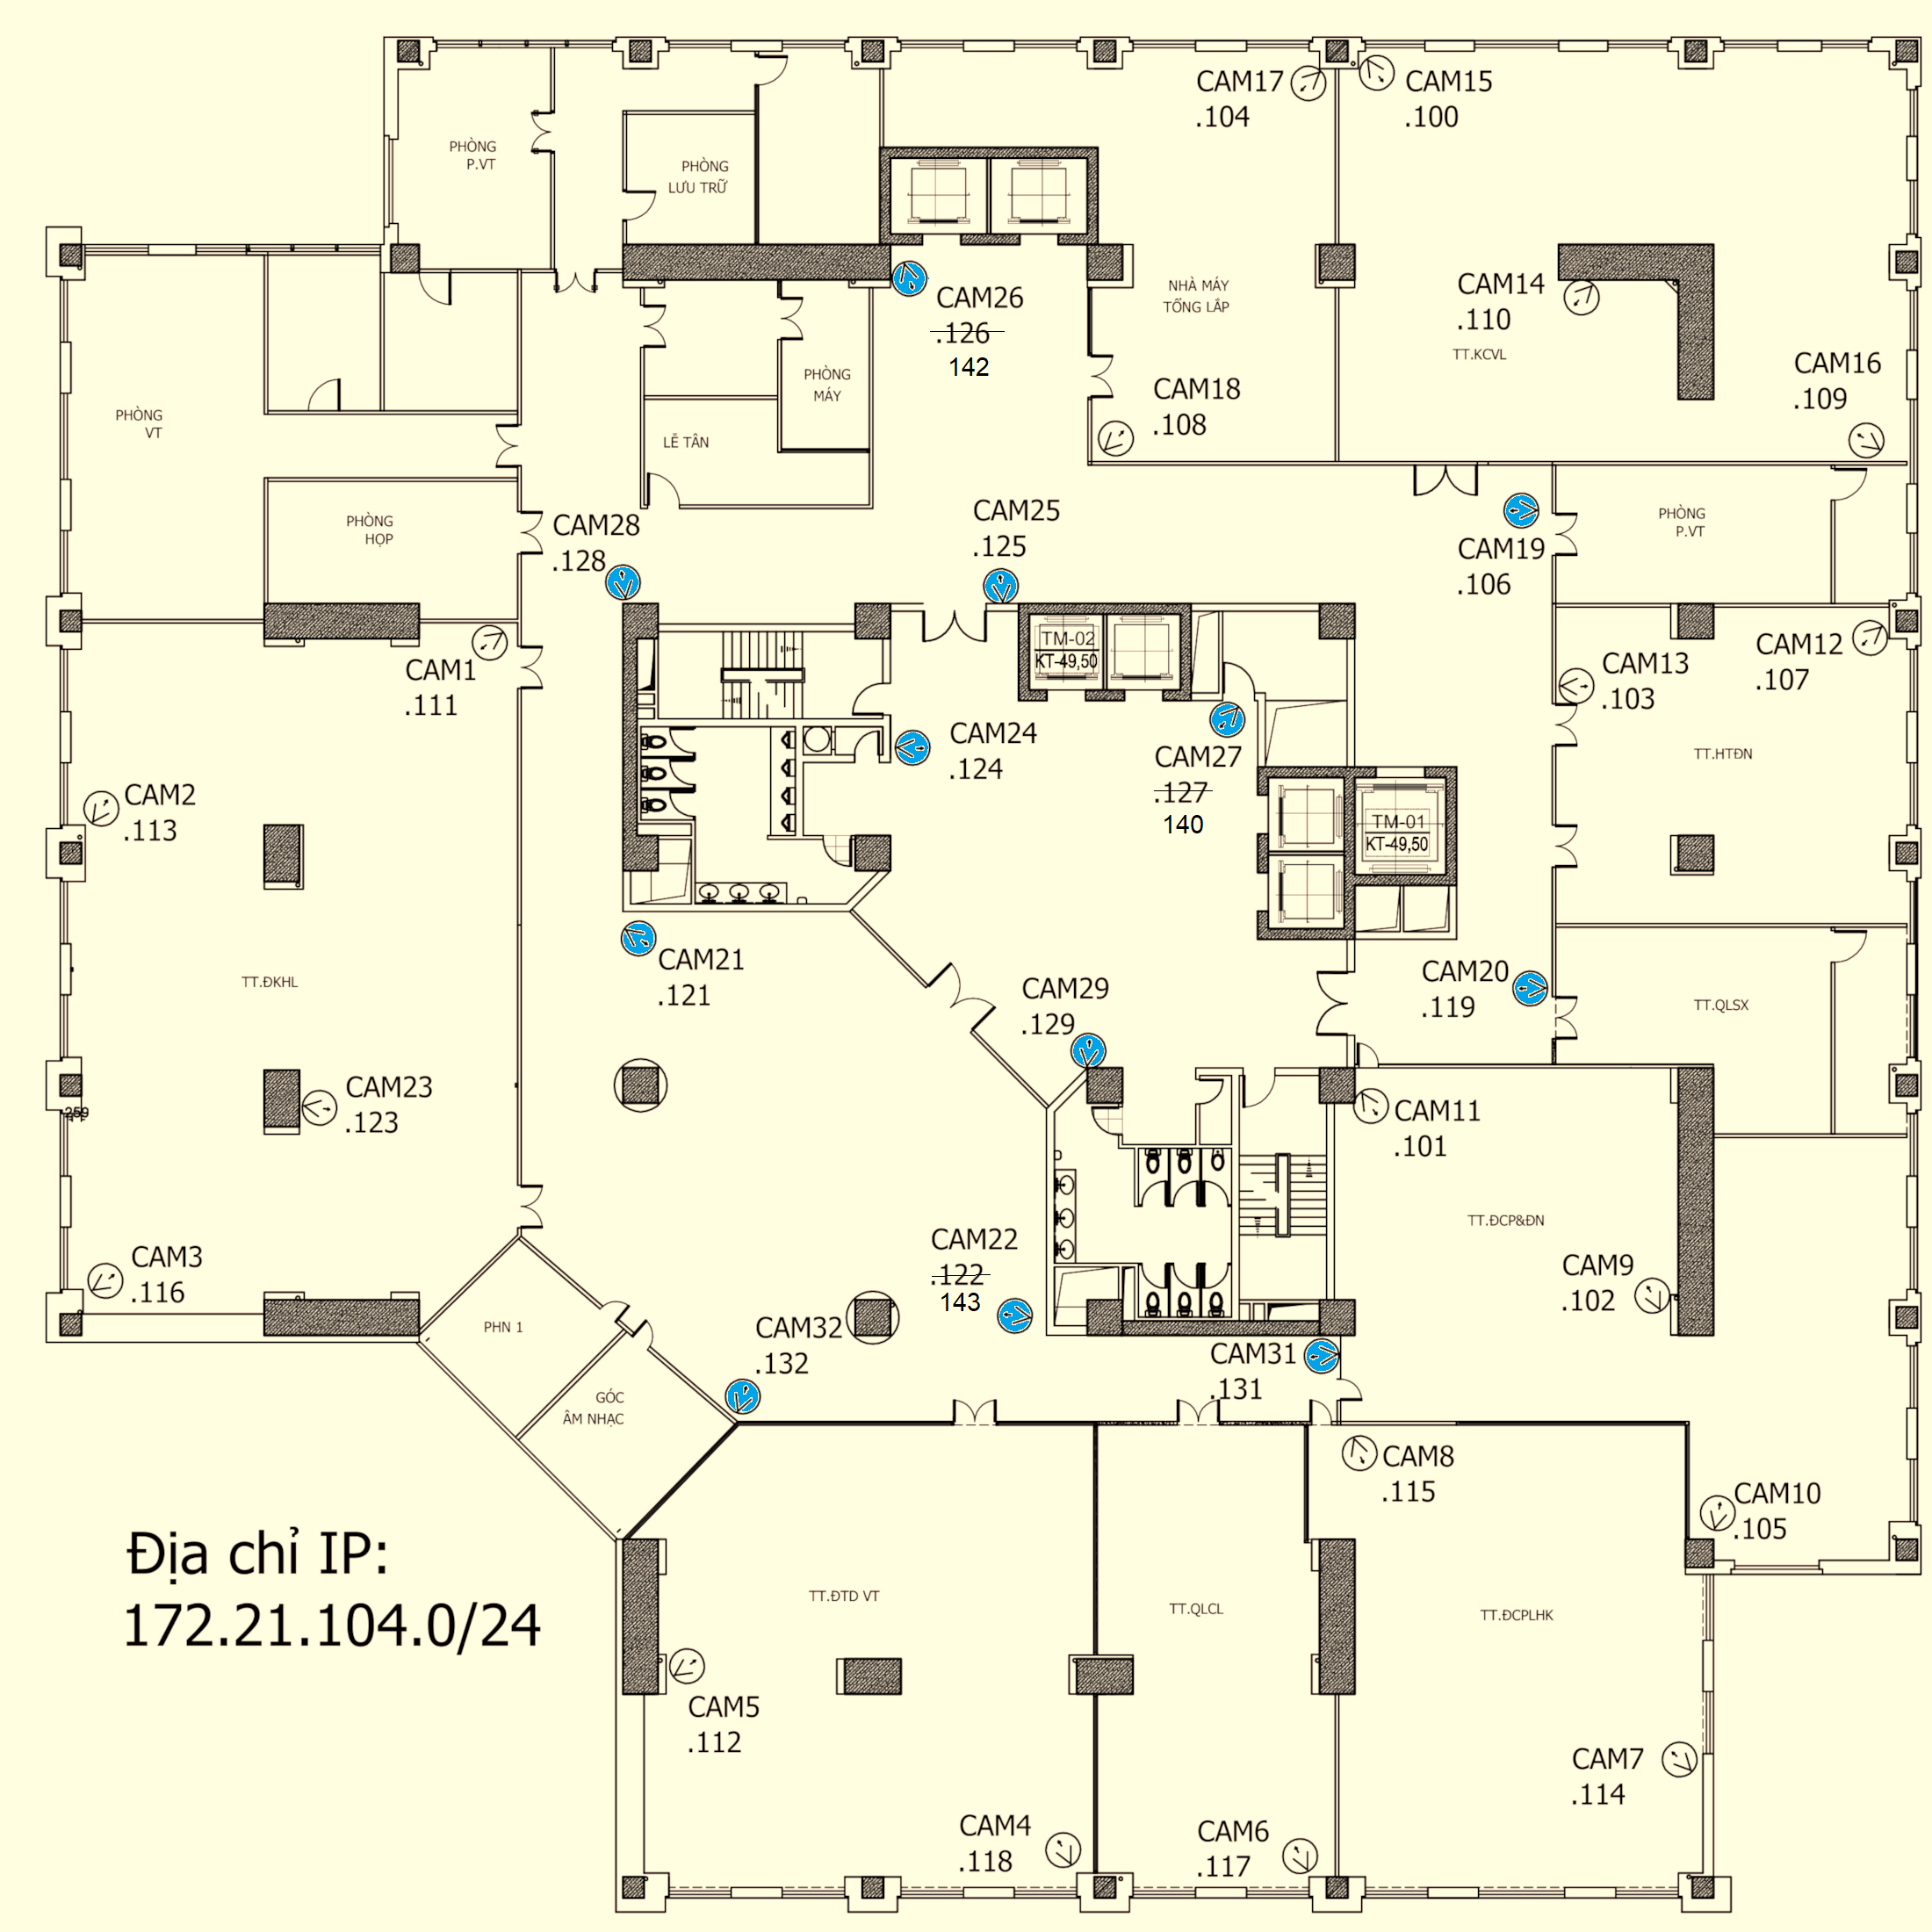 CAM17
.104
CAM15
.100
PHÒNG
P.VT
PHÒNG
LƯU TRỮ
CAM26
.126
142
NHÀ MÁY
TỔNG LẮP
CAM14
.110
TT.KCVL
CAM16
.109
PHÒNG
MÁY
CAM18
.108
PHÒNG
VT
LỄ TÂN
PHÒNG
HỌP
CAM28
.128
CAM25
.125
CAM19
.106
PHÒNG
P.VT
CAM1
.111
TM-02
KT-49,50
CAM13
.103
CAM12
.107
CAM24
.124
CAM27
.127
140
TT.HTĐN
CAM2
.113
TM-01
KT-49,50
CAM21
.121
TT.ĐKHL
CAM29
.129
CAM20
.119
TT.QLSX
CAM23
.123
259
CAM11
.101
TT.ĐCP&ĐN
CAM3
.116
CAM22
.122
143
CAM9
.102
PHN 1
CAM32
.132
CAM31
.131
GÓC
ÂM NHẠC
CAM8
.115
CAM10
.105
Địa chỉ IP:
172.21.104.0/24
TT.ĐTD VT
TT.QLCL
TT.ĐCPLHK
CAM5
.112
CAM7
.114
CAM4
.118
CAM6
.117